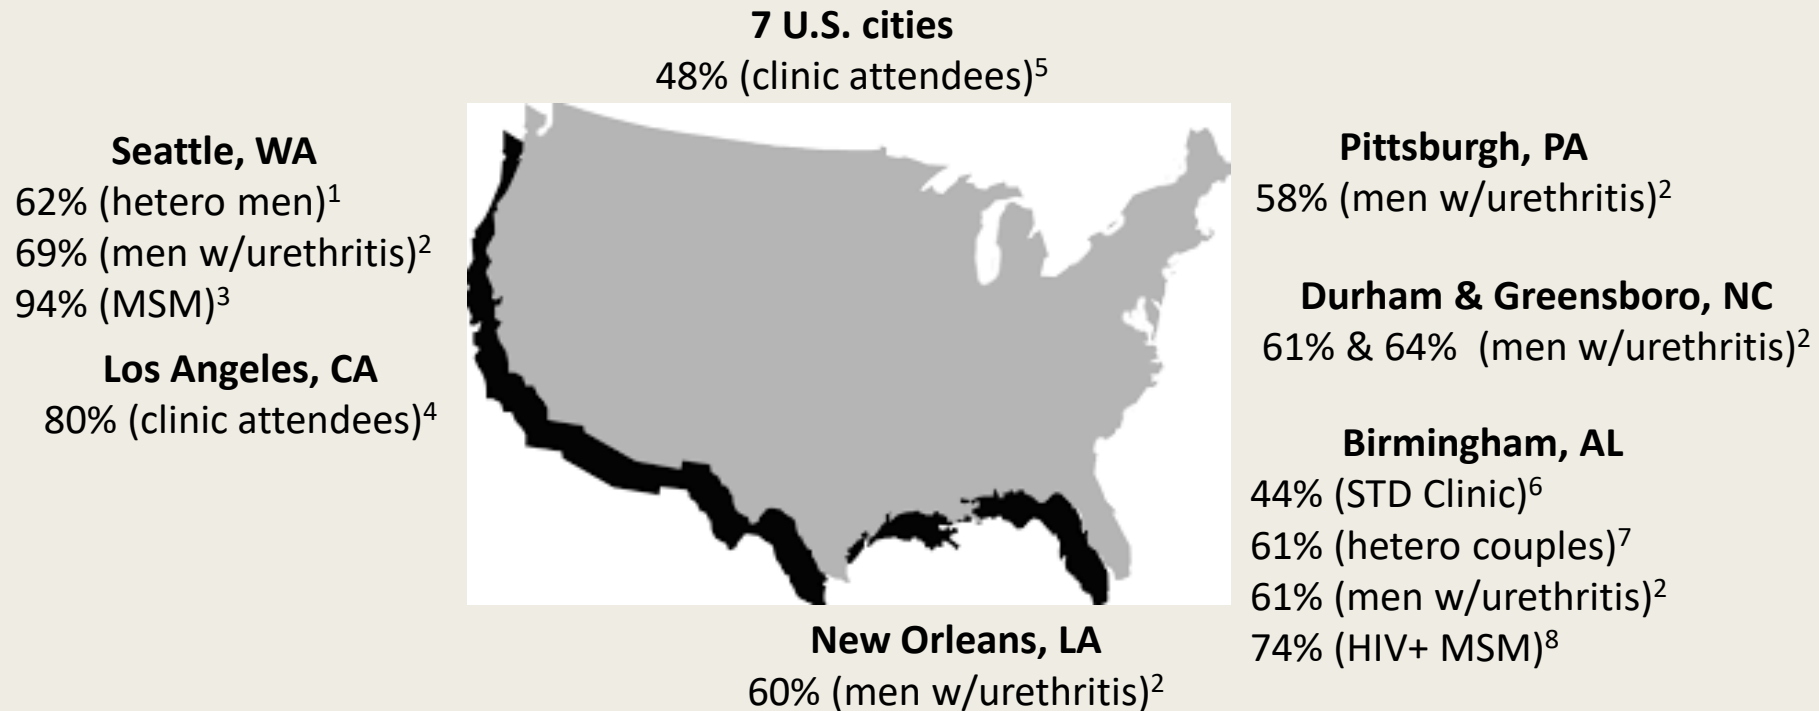 7 U.S. cities
48% (clinic attendees)⁵
Seattle, WA
62% (hetero men)¹
69% (men w/urethritis)²
94% (MSM)³
Los Angeles, CA
80% (clinic attendees)⁴
Pittsburgh, PA
58% (men w/urethritis)²
Durham & Greensboro, NC
61% & 64% (men w/urethritis)²
Birmingham, AL
44% (STD Clinic)⁶
61% (hetero couples)⁷
61% (men w/urethritis)²
74% (HIV+ MSM)⁸
New Orleans, LA
60% (men w/urethritis)²